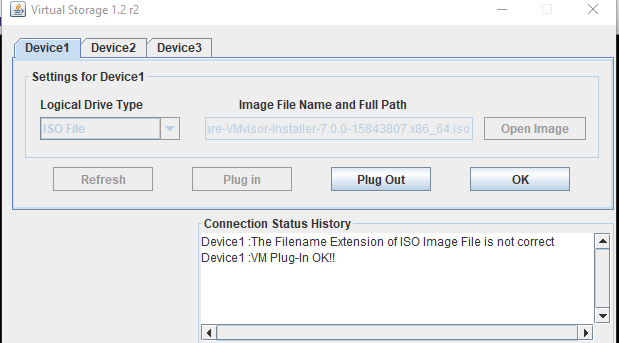 Virtual Storage 1.2 r2
Device1 Device2 Device3
Settings for Device1
Logical Drive Type Image File Name and Full Path
ISO File are-VMvisor-Installer-7.0.0-15843807.x86_64.iso Open Image
Refresh Plug in Plug Out OK
Connection Status History
Device1 :The Filename Extension of ISO Image File is not correct
Device1 :VM Plug-In OK!!